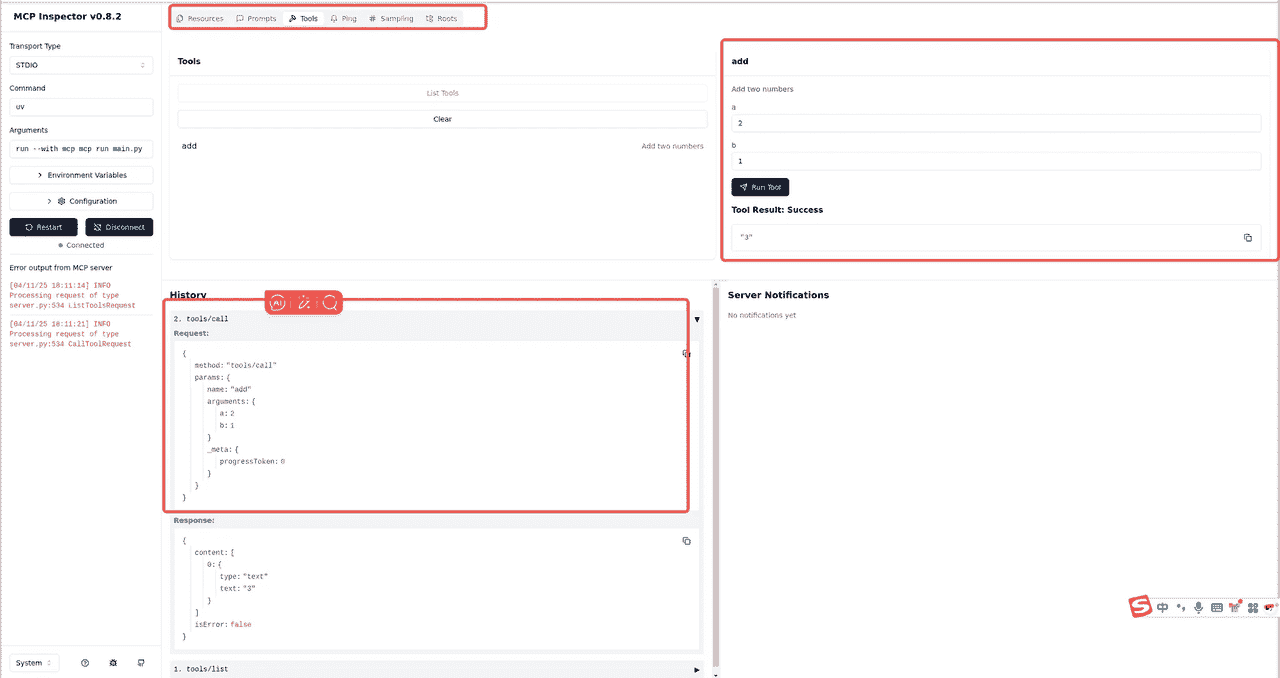 MCP Inspector v0.8.2
Transport Type
STDIO
Command
uv
Arguments
run --with mcp mcp run main.py
Environment Variables
Configuration
Restart
Disconnect
Connected
Error output from MCP server
[04/11/25 18:11:14] INFO
Processing request of type
server.py:534 ListToolsRequest
[04/11/25 18:11:21] INFO
Processing request of type
server.py:534 CallToolRequest
System
Resources Prompts Tools Ping Sampling Roots
Tools
List Tools
Clear
add Add two numbers
add
Add two numbers
a
2
b
1
Run Tool
Tool Result: Success
"3"
History
AI
2. tools/call
Request:
{
method: "tools/call"
params: {
name: "add"
arguments: {
a: 2
b: 1
}
_meta: {
progressToken: 0
}
}
}
Response:
{
content: [
0: {
type: "text"
text: "3"
}
]
isError: false
}
1. tools/list
Server Notifications
No notifications yet
S 中